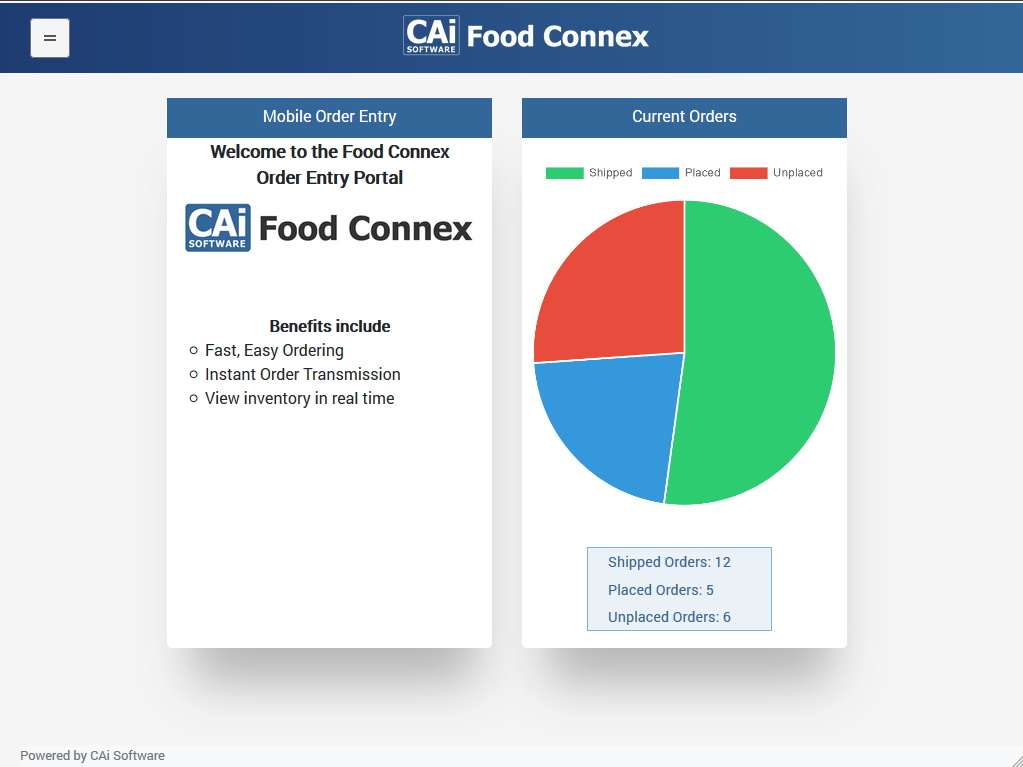 CAi SOFTWARE Food Connex
Mobile Order Entry
Welcome to the Food Connex
Order Entry Portal
CAi SOFTWARE Food Connex
Benefits include
Fast, Easy Ordering
Instant Order Transmission
View inventory in real time
Current Orders
Shipped Placed Unplaced
Shipped Orders: 12
Placed Orders: 5
Unplaced Orders: 6
Powered by CAi Software